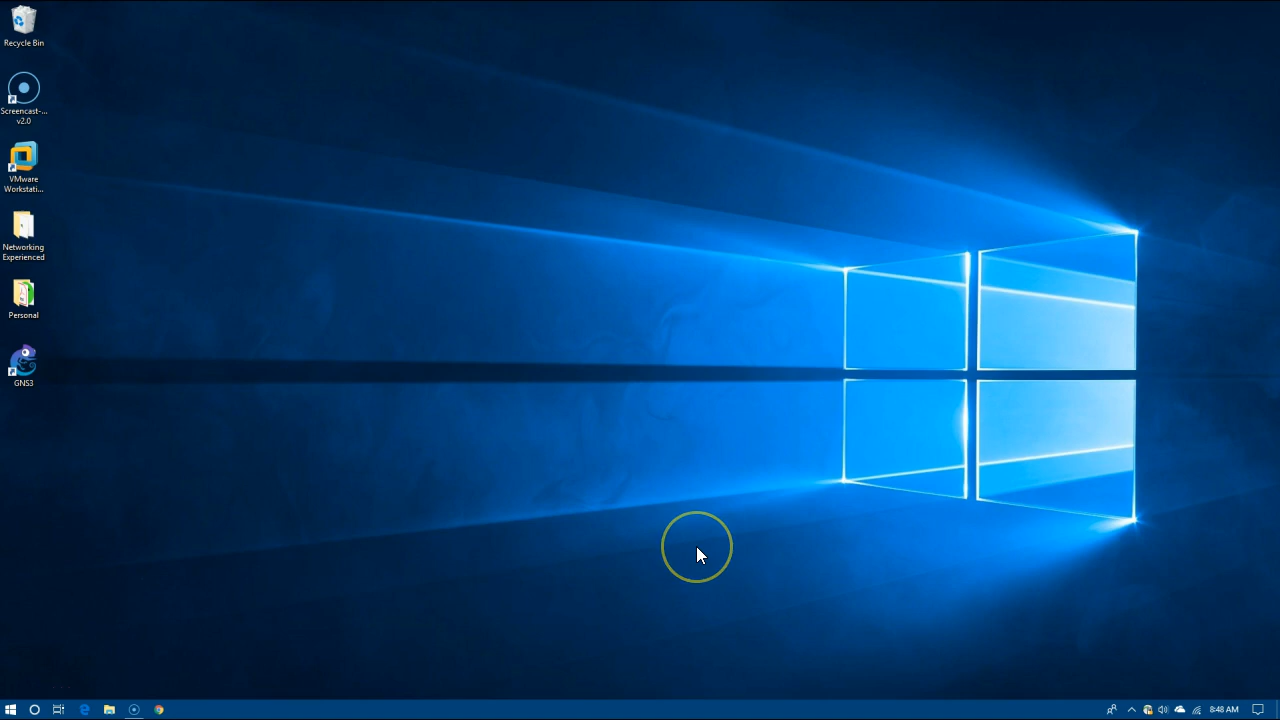 Recycle Bin
Screencast-...
v2.0
VMware
Workstati...
Networking
Experienced
Personal
GNS3
8:48 AM